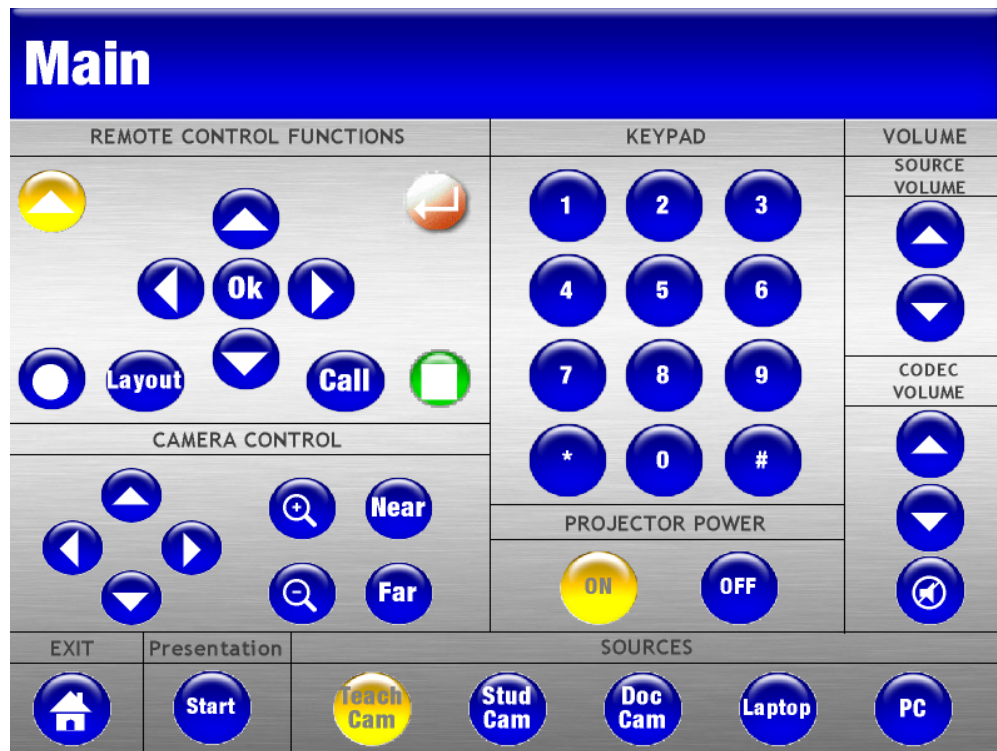 Main
REMOTE CONTROL FUNCTIONS
Ok
Layout
Call
KEYPAD
1 2 3
4 5 6
7 8 9
* 0 #
VOLUME
SOURCE
VOLUME
CODEC
VOLUME
CAMERA CONTROL
Near
Far
PROJECTOR POWER
ON OFF
EXIT
Presentation
Start
SOURCES
Teach
Cam
Stud
Cam
Doc
Cam
Laptop
PC